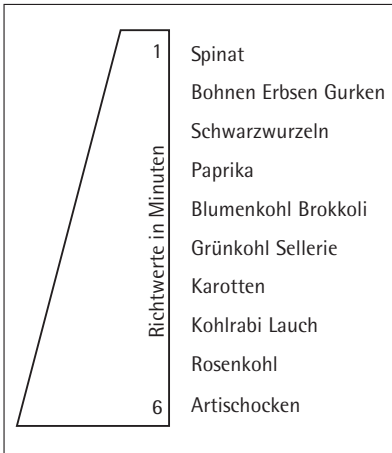 1 Spinat
Bohnen Erbsen Gurken
Schwarzwurzeln
Paprika
Blumenkohl Brokkoli
Grünkohl Sellerie
Karotten
Kohlrabi Lauch
Rosenkohl
6 Artischocken
Richtwerte in Minuten